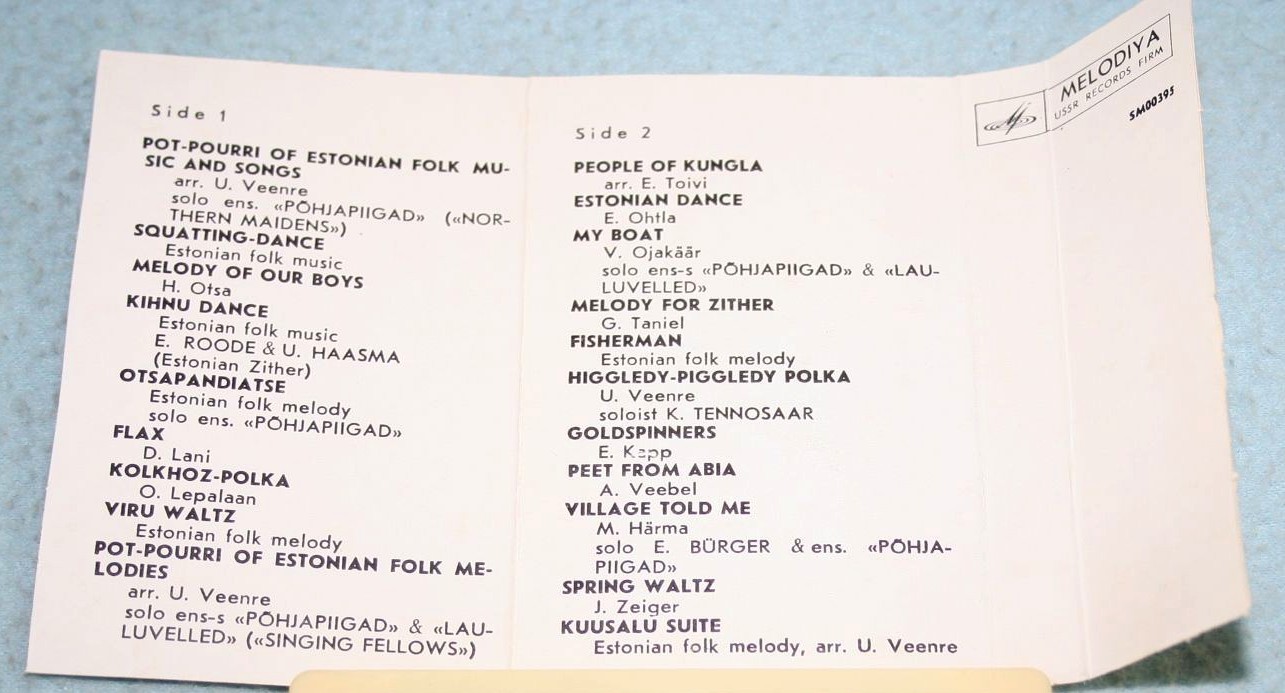 Side 1
POT-POURRI OF ESTONIAN FOLK MU-
SIC AND SONGS
arr. U. Veenre
solo ens. «PÕHJAPIIGAD» («NOR-
THERN MAIDENS»)
SQUATTING-DANCE
Estonian folk music
MELODY OF OUR BOYS
H. Otsa
KIHNU DANCE
Estonian folk music
E. ROODE & U. HAASMA
(Estonian Zither)
OTSAPANDIATSE
Estonian folk melody
solo ens. «PÕHJAPIIGAD»
FLAX
D. Lani
KOLKHOZ-POLKA
O. Lepalaan
VIRU WALTZ
Estonian folk melody
POT-POURRI OF ESTONIAN FOLK ME-
LODIES
arr. U. Veenre
solo ens-s «PÕHJAPIIGAD» & «LAU-
LUVELLED» («SINGING FELLOWS»)
Side 2
PEOPLE OF KUNGLA
arr. E. Toivi
ESTONIAN DANCE
E. Ohtla
MY BOAT
V. Ojakäär
solo ens-s «PÕHJAPIIGAD» & «LAU-
LUVELLED»
MELODY FOR ZITHER
G. Taniel
FISHERMAN
Estonian folk melody
HIGGLEDY-PIGGLEDY POLKA
U. Veenre
soloist K. TENNOSAAR
GOLDSPINNERS
E. Kapp
PEET FROM ABIA
A. Veebel
VILLAGE TOLD ME
M. Härma
solo E. BÜRGER & ens. «PÕHJA-
PIIGAD»
SPRING WALTZ
J. Zeiger
KUUSALU SUITE
Estonian folk melody, arr. U. Veenre
MELODIYA
USSR RECORDS FIRM
SM00395